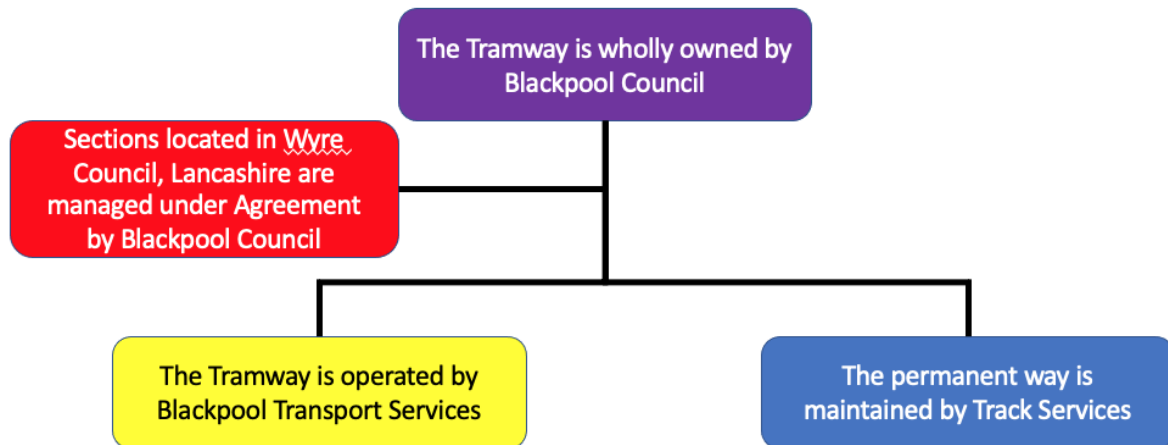 The Tramway is wholly owned by
Blackpool Council
Sections located in Wyre
Council, Lancashire are
managed under Agreement
by Blackpool Council
The Tramway is operated by
Blackpool Transport Services
The permanent way is
maintained by Track Services